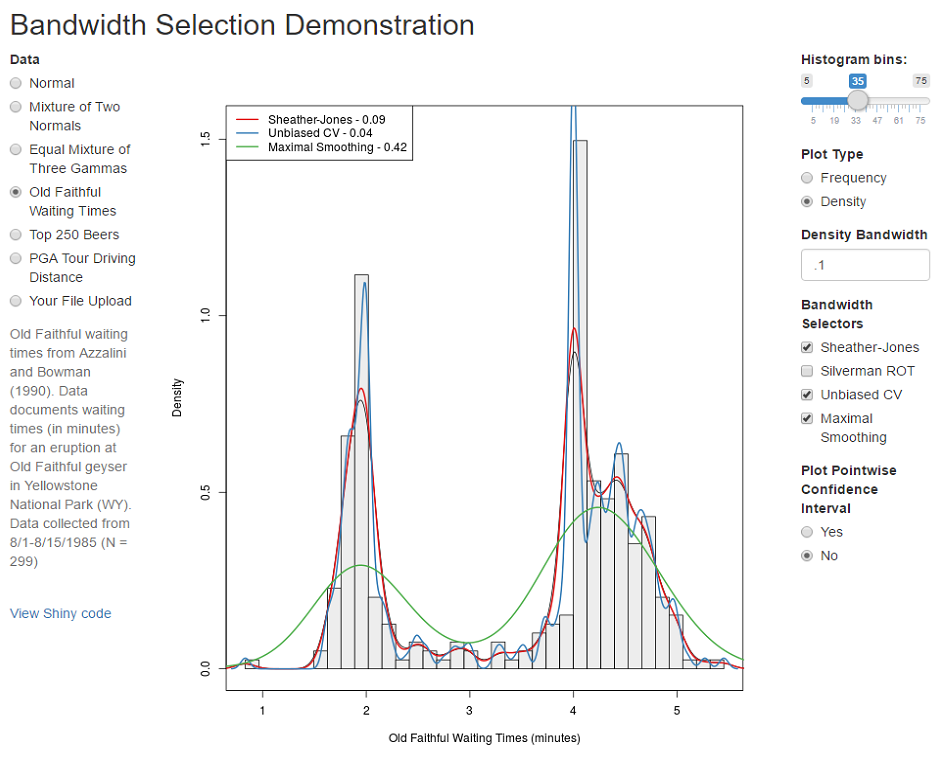 Bandwidth Selection Demonstration
Data
Normal
Mixture of Two
Normals
Equal Mixture of
Three Gammas
Old Faithful
Waiting Times
Top 250 Beers
PGA Tour Driving
Distance
Your File Upload
Old Faithful waiting
times from Azzalini
and Bowman
(1990). Data
documents waiting
times (in minutes)
for an eruption at
Old Faithful geyser
in Yellowstone
National Park (WY).
Data collected from
8/1-8/15/1985 (N =
299)
View Shiny code
Sheather-Jones - 0.09
Unbiased CV - 0.04
Maximal Smoothing - 0.42
Density
1.5
1.0
0.5
0.0
1 2 3 4 5
Old Faithful Waiting Times (minutes)
Histogram bins:
5 35 75
5 19 33 47 61 75
Plot Type
Frequency
Density
Density Bandwidth
.1
Bandwidth
Selectors
Sheather-Jones
Silverman ROT
Unbiased CV
Maximal
Smoothing
Plot Pointwise
Confidence
Interval
Yes
No